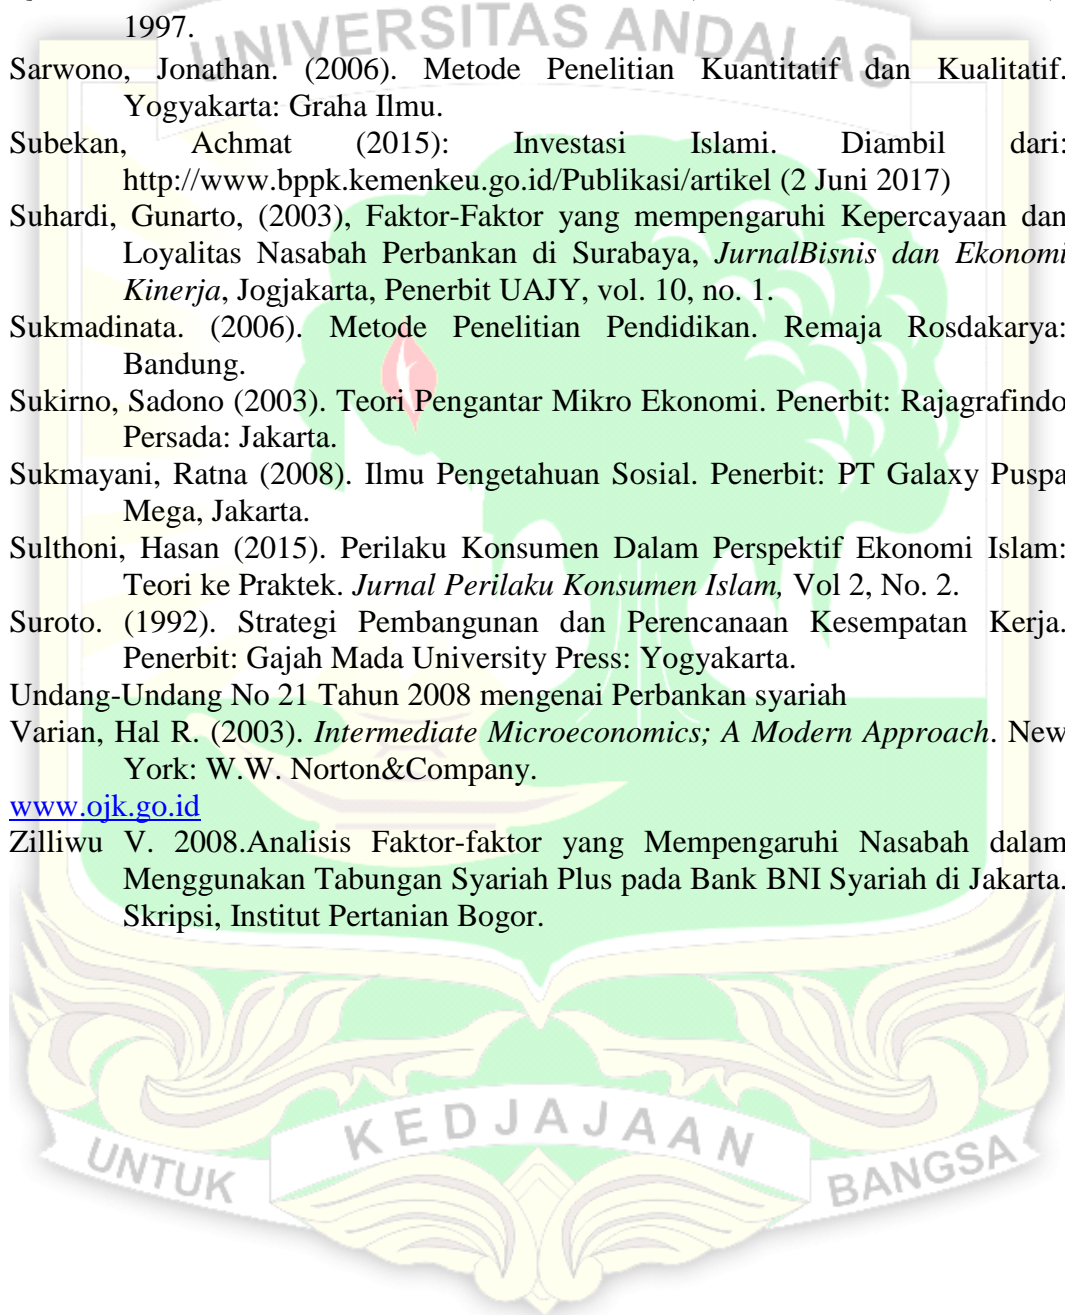 1997.
UNIVERSITAS ANDALAS
Sarwono, Jonathan. (2006). Metode Penelitian Kuantitatif dan Kualitatif.
Yogyakarta: Graha Ilmu.
Subekan, Achmat (2015): Investasi Islami. Diambil dari:
http://www.bppk.kemenkeu.go.id/Publikasi/artikel (2 Juni 2017)
Suhardi, Gunarto, (2003), Faktor-Faktor yang mempengaruhi Kepercayaan dan
Loyalitas Nasabah Perbankan di Surabaya, JurnalBisnis dan Ekonomi
Kinerja, Jogjakarta, Penerbit UAJY, vol. 10, no. 1.
Sukmadinata. (2006). Metode Penelitian Pendidikan. Remaja Rosdakarya:
Bandung.
Sukirno, Sadono (2003). Teori Pengantar Mikro Ekonomi. Penerbit: Rajagrafindo
Persada: Jakarta.
Sukmayani, Ratna (2008). Ilmu Pengetahuan Sosial. Penerbit: PT Galaxy Puspa
Mega, Jakarta.
Sulthoni, Hasan (2015). Perilaku Konsumen Dalam Perspektif Ekonomi Islam:
Teori ke Praktek. Jurnal Perilaku Konsumen Islam, Vol 2, No. 2.
Suroto. (1992). Strategi Pembangunan dan Perencanaan Kesempatan Kerja.
Penerbit: Gajah Mada University Press: Yogyakarta.
Undang-Undang No 21 Tahun 2008 mengenai Perbankan syariah
Varian, Hal R. (2003). Intermediate Microeconomics; A Modern Approach. New
York: W.W. Norton&Company.
www.ojk.go.id
Zilliwu V. 2008.Analisis Faktor-faktor yang Mempengaruhi Nasabah dalam
Menggunakan Tabungan Syariah Plus pada Bank BNI Syariah di Jakarta.
Skripsi, Institut Pertanian Bogor.
UNTUK KEDJAJAAN BANGSA